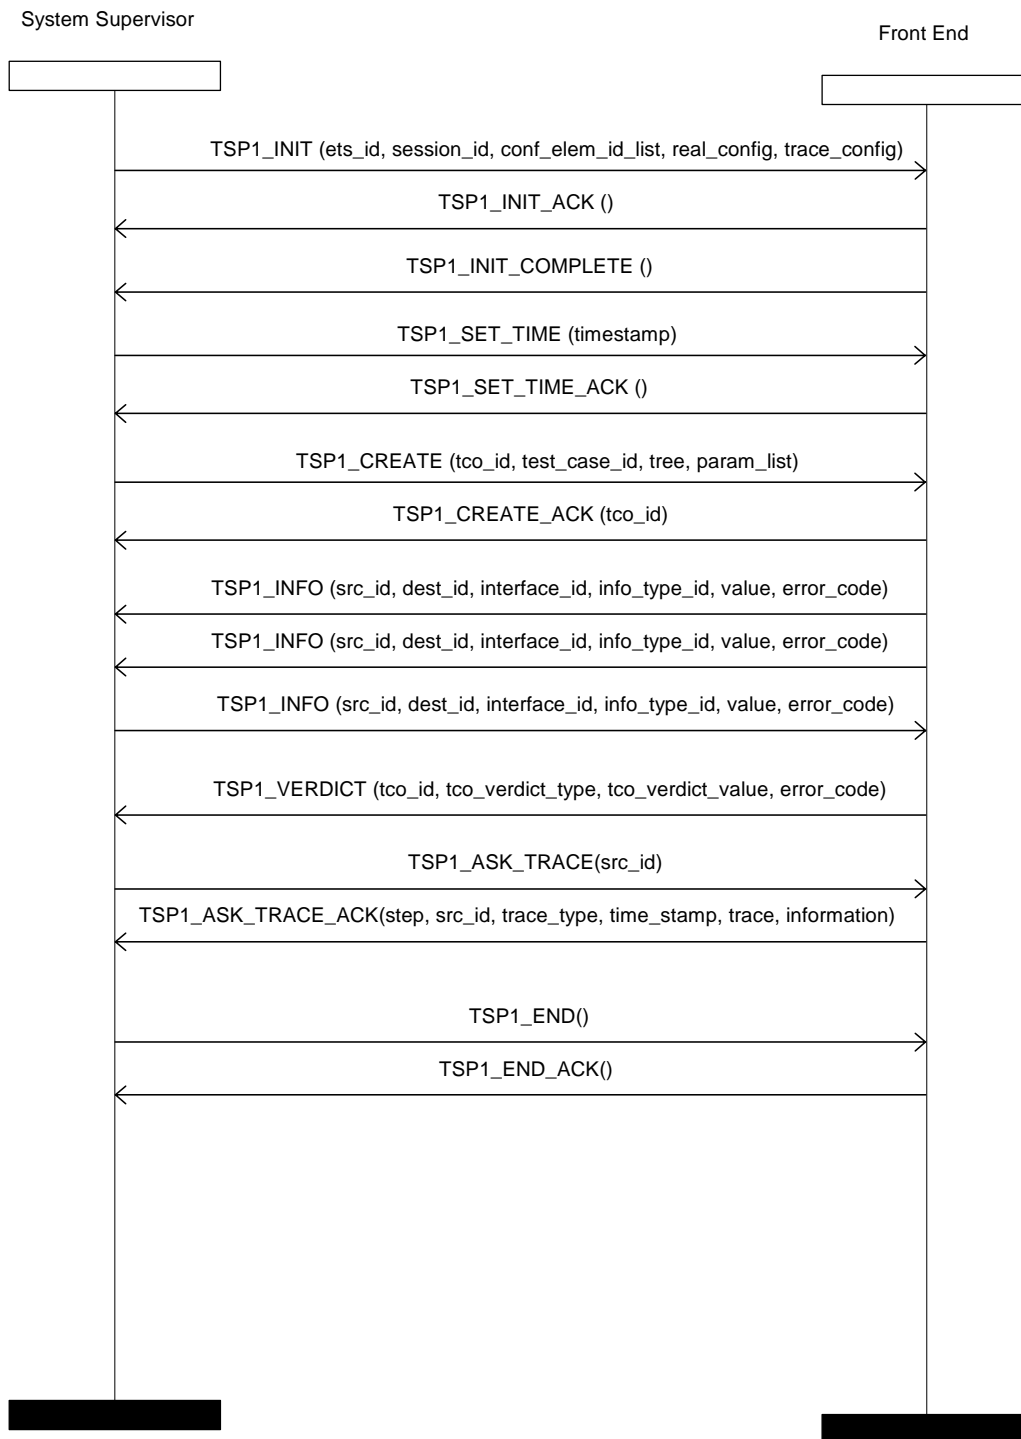 System Supervisor
Front End
TSP1_INIT (ets_id, session_id, conf_elem_id_list, real_config, trace_config)
TSP1_INIT_ACK ()
TSP1_INIT_COMPLETE ()
TSP1_SET_TIME (timestamp)
TSP1_SET_TIME_ACK ()
TSP1_CREATE (tco_id, test_case_id, tree, param_list)
TSP1_CREATE_ACK (tco_id)
TSP1_INFO (src_id, dest_id, interface_id, info_type_id, value, error_code)
TSP1_INFO (src_id, dest_id, interface_id, info_type_id, value, error_code)
TSP1_INFO (src_id, dest_id, interface_id, info_type_id, value, error_code)
TSP1_VERDICT (tco_id, tco_verdict_type, tco_verdict_value, error_code)
TSP1_ASK_TRACE(src_id)
TSP1_ASK_TRACE_ACK(step, src_id, trace_type, time_stamp, trace, information)
TSP1_END()
TSP1_END_ACK()